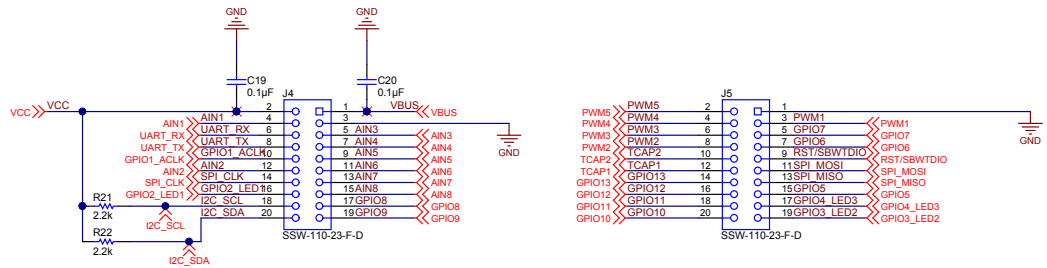 GND GND
C19 C20
0.1µF 0.1µF
J4 J5
VCC VCC 2 1 VBUS VBUS PWM5 PWM5 2 1
AIN1 AIN1 4 3 PWM4 PWM4 4 3 PWM1 PWM1
UART_RX UART_RX 6 5 AIN3 AIN3 PWM3 PWM3 6 5 GPIO7 GPIO7
UART_TX UART_TX 8 7 AIN4 AIN4 PWM2 PWM2 8 7 GPIO6 GPIO6
GPIO1_ACLK GPIO1_ACLK 10 9 AIN5 AIN5 TCAP2 TCAP2 10 9 RST/SBWTDIO RST/SBWTDIO
AIN2 AIN2 12 11 AIN6 AIN6 TCAP1 TCAP1 12 11 SPI_MOSI SPI_MOSI
SPI_CLK SPI_CLK 14 13 AIN7 AIN7 GPIO13 GPIO13 14 13 SPI_MISO SPI_MISO
GPIO2_LED1 GPIO2_LED1 16 15 AIN8 AIN8 GPIO12 GPIO12 16 15 GPIO5 GPIO5
I2C_SCL 18 17 GPIO8 GPIO8 GPIO11 GPIO11 18 17 GPIO4_LED3 GPIO4_LED3
I2C_SDA 20 19 GPIO9 GPIO9 GPIO10 GPIO10 20 19 GPIO3_LED2 GPIO3_LED2
GND GND
R21
2.2k
I2C_SCL
R22
2.2k
I2C_SDA
SSW-110-23-F-D SSW-110-23-F-D